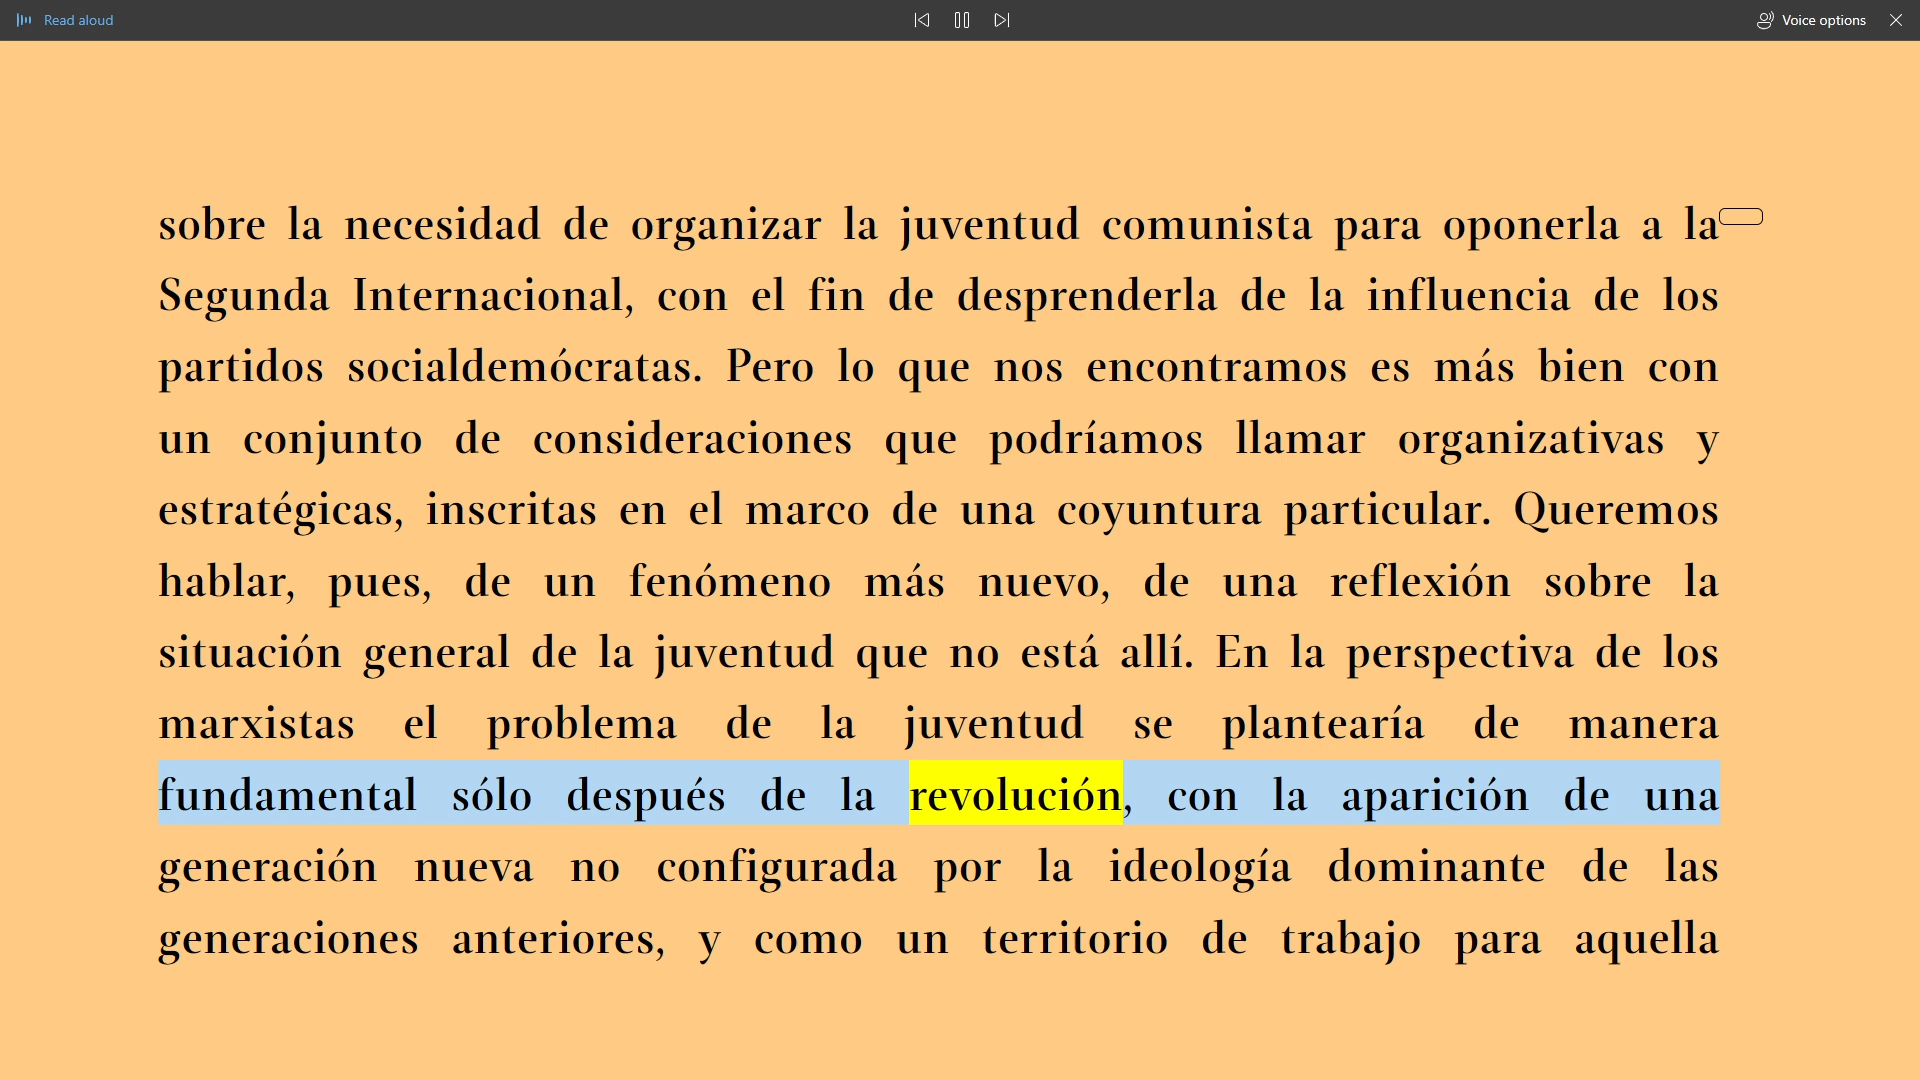 Read aloud
Voice options
sobre la necesidad de organizar la juventud comunista para oponerla a la
Segunda Internacional, con el fin de desprenderla de la influencia de los
partidos socialdemócratas. Pero lo que nos encontramos es más bien con
un conjunto de consideraciones que podríamos llamar organizativas y
estratégicas, inscritas en el marco de una coyuntura particular. Queremos
hablar, pues, de un fenómeno más nuevo, de una reflexión sobre la
situación general de la juventud que no está allí. En la perspectiva de los
marxistas el problema de la juventud se plantearía de manera
fundamental sólo después de la revolución, con la aparición de una
generación nueva no configurada por la ideología dominante de las
generaciones anteriores, y como un territorio de trabajo para aquella